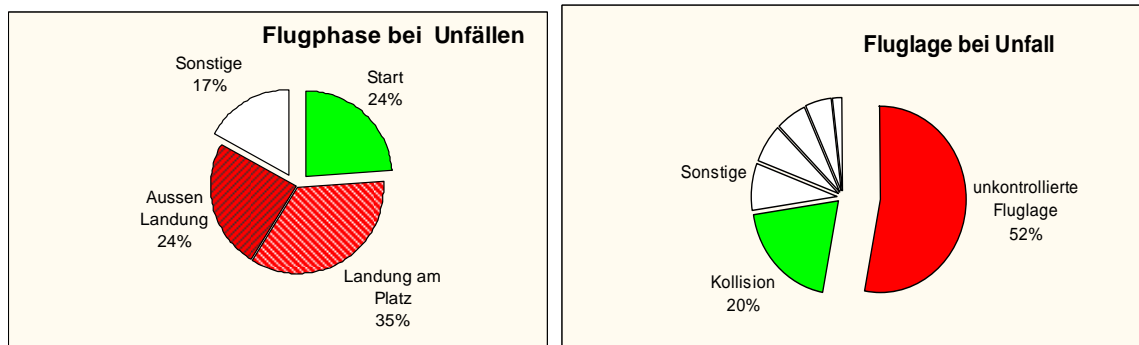 Flugphase bei Unfällen
Sonstige
17%
Start
24%
Aussen
Landung
24%
Landung am
Platz
35%
Fluglage bei Unfall
Sonstige
unkontrollierte
Fluglage
52%
Kollision
20%